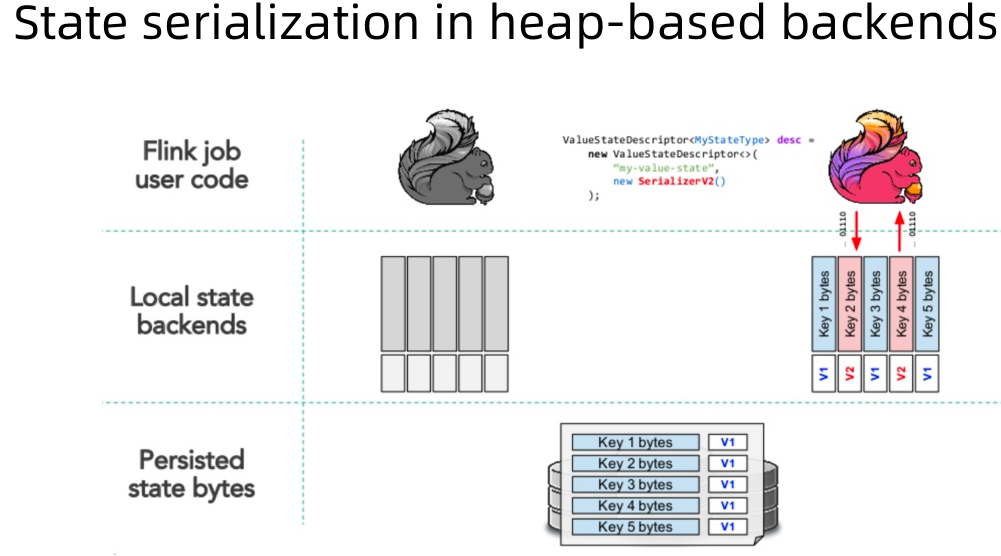 State serialization in heap-based backends
Flink job
user code
ValueStateDescriptor<MyStateType> desc =
new ValueStateDescriptor<>(
"my-value-state",
new SerializerV2()
);
... 01110
01110 ...
Local state
backends
Key 1 bytes
Key 2 bytes
Key 3 bytes
Key 4 bytes
Key 5 bytes
V1
V2
V1
V2
V1
Persisted
state bytes
Key 1 bytes V1
Key 2 bytes V1
Key 3 bytes V1
Key 4 bytes V1
Key 5 bytes V1